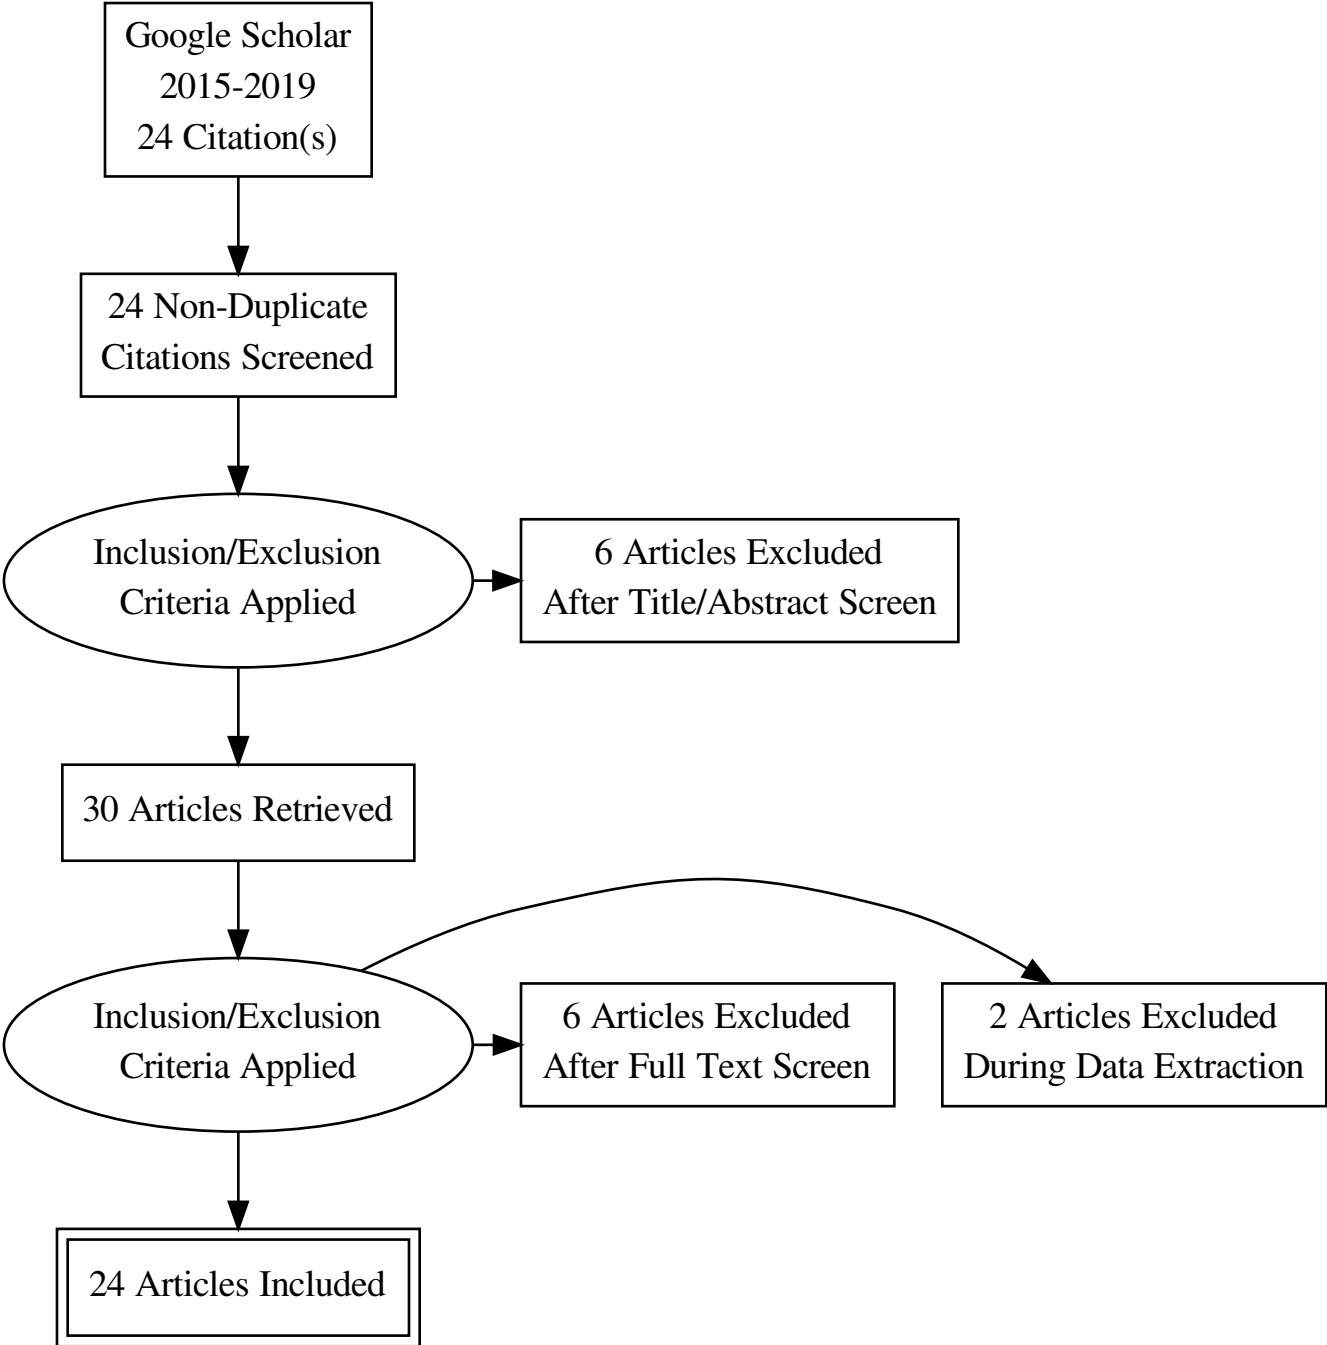 Google Scholar
2015-2019
24 Citation(s)
24 Non-Duplicate
Citations Screened
Inclusion/Exclusion
Criteria Applied
6 Articles Excluded
After Title/Abstract Screen
30 Articles Retrieved
Inclusion/Exclusion
Criteria Applied
6 Articles Excluded
After Full Text Screen
2 Articles Excluded
During Data Extraction
24 Articles Included